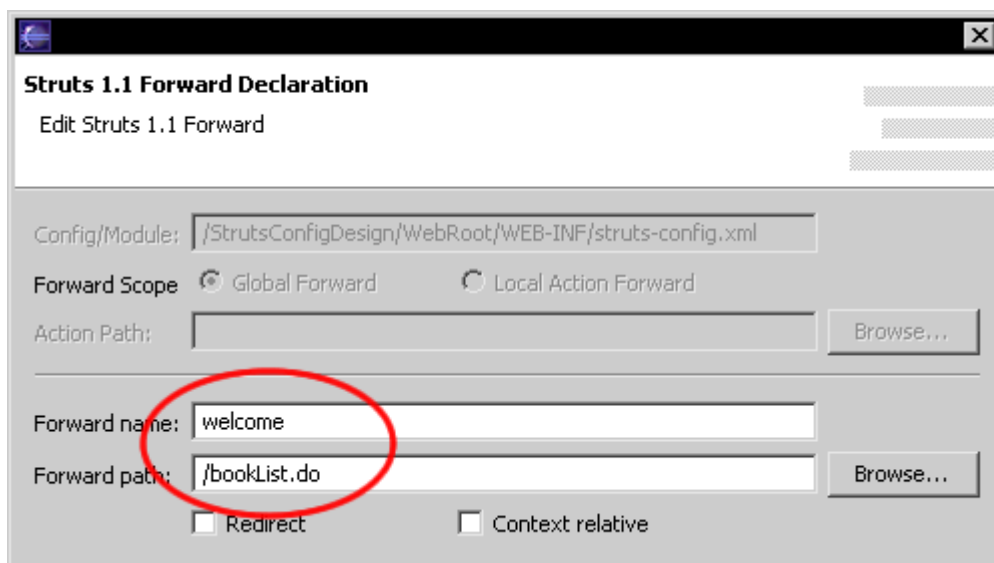 Struts 1.1 Forward Declaration
Edit Struts 1.1 Forward
Config/Module: /StrutsConfigDesign/WebRoot/WEB-INF/struts-config.xml
Forward Scope Global Forward Local Action Forward
Action Path: Browse...
Forward name: welcome
Forward path: /bookList.do Browse...
Redirect Context relative